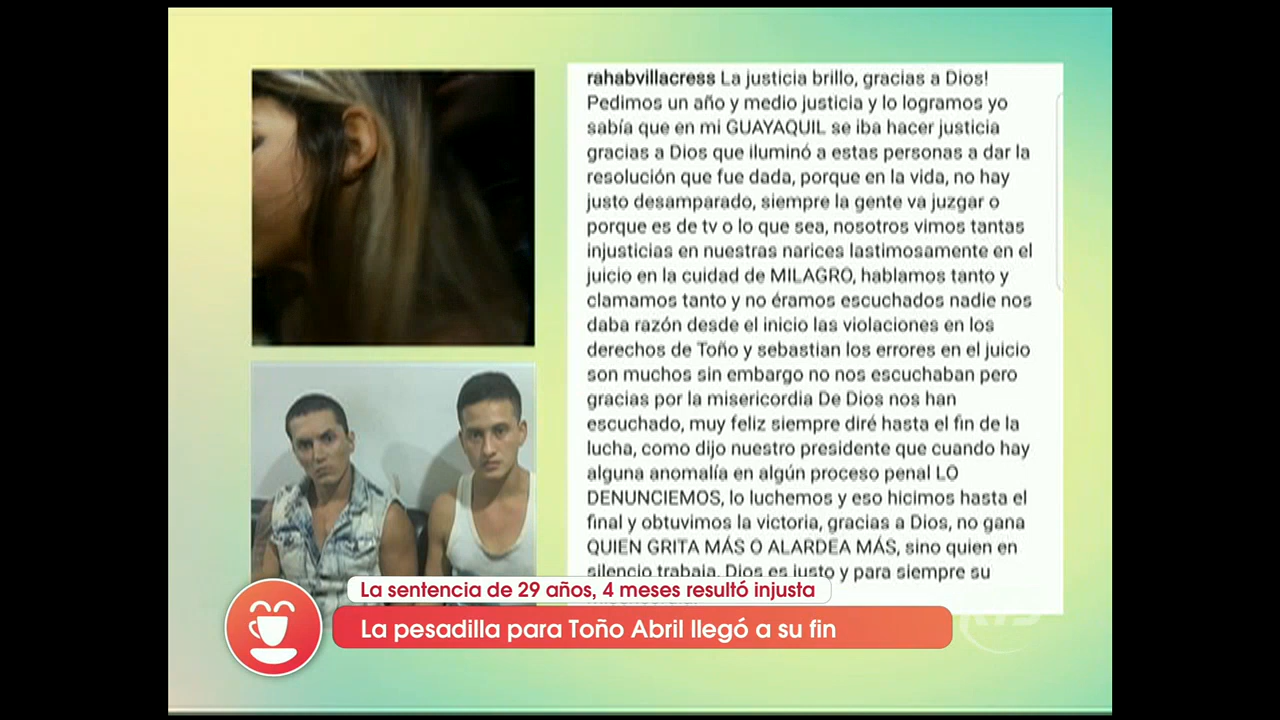 rahabvillacress La justicia brillo, gracias a Dios!
Pedimos un año y medio justicia y lo logramos yo
sabía que en mi GUAYAQUIL se iba hacer justicia
gracias a Dios que iluminó a estas personas a dar la
resolución que fue dada, porque en la vida, no hay
justo desamparado, siempre la gente va juzgar o
porque es de tv o lo que sea, nosotros vimos tantas
injusticias en nuestras narices lastimosamente en el
juicio en la cuidad de MILAGRO, hablamos tanto y
clamamos tanto y no éramos escuchados nadie nos
daba razón desde el inicio las violaciones en los
derechos de Toño y sebastian los errores en el juicio
son muchos sin embargo no nos escuchaban pero
gracias por la misericordia De Dios nos han
escuchado, muy feliz siempre diré hasta el fin de la
lucha, como dijo nuestro presidente que cuando hay
alguna anomalía en algún proceso penal LO
DENUNCIEMOS, lo luchemos y eso hicimos hasta el
final y obtuvimos la victoria, gracias a Dios, no gana
QUIEN GRITA MÁS O ALARDEA MÁS, sino quien en
silencio trabaja, Dios es justo y para siempre su
La sentencia de 29 años, 4 meses resultó injusta
La pesadilla para Toño Abril llegó a su fin